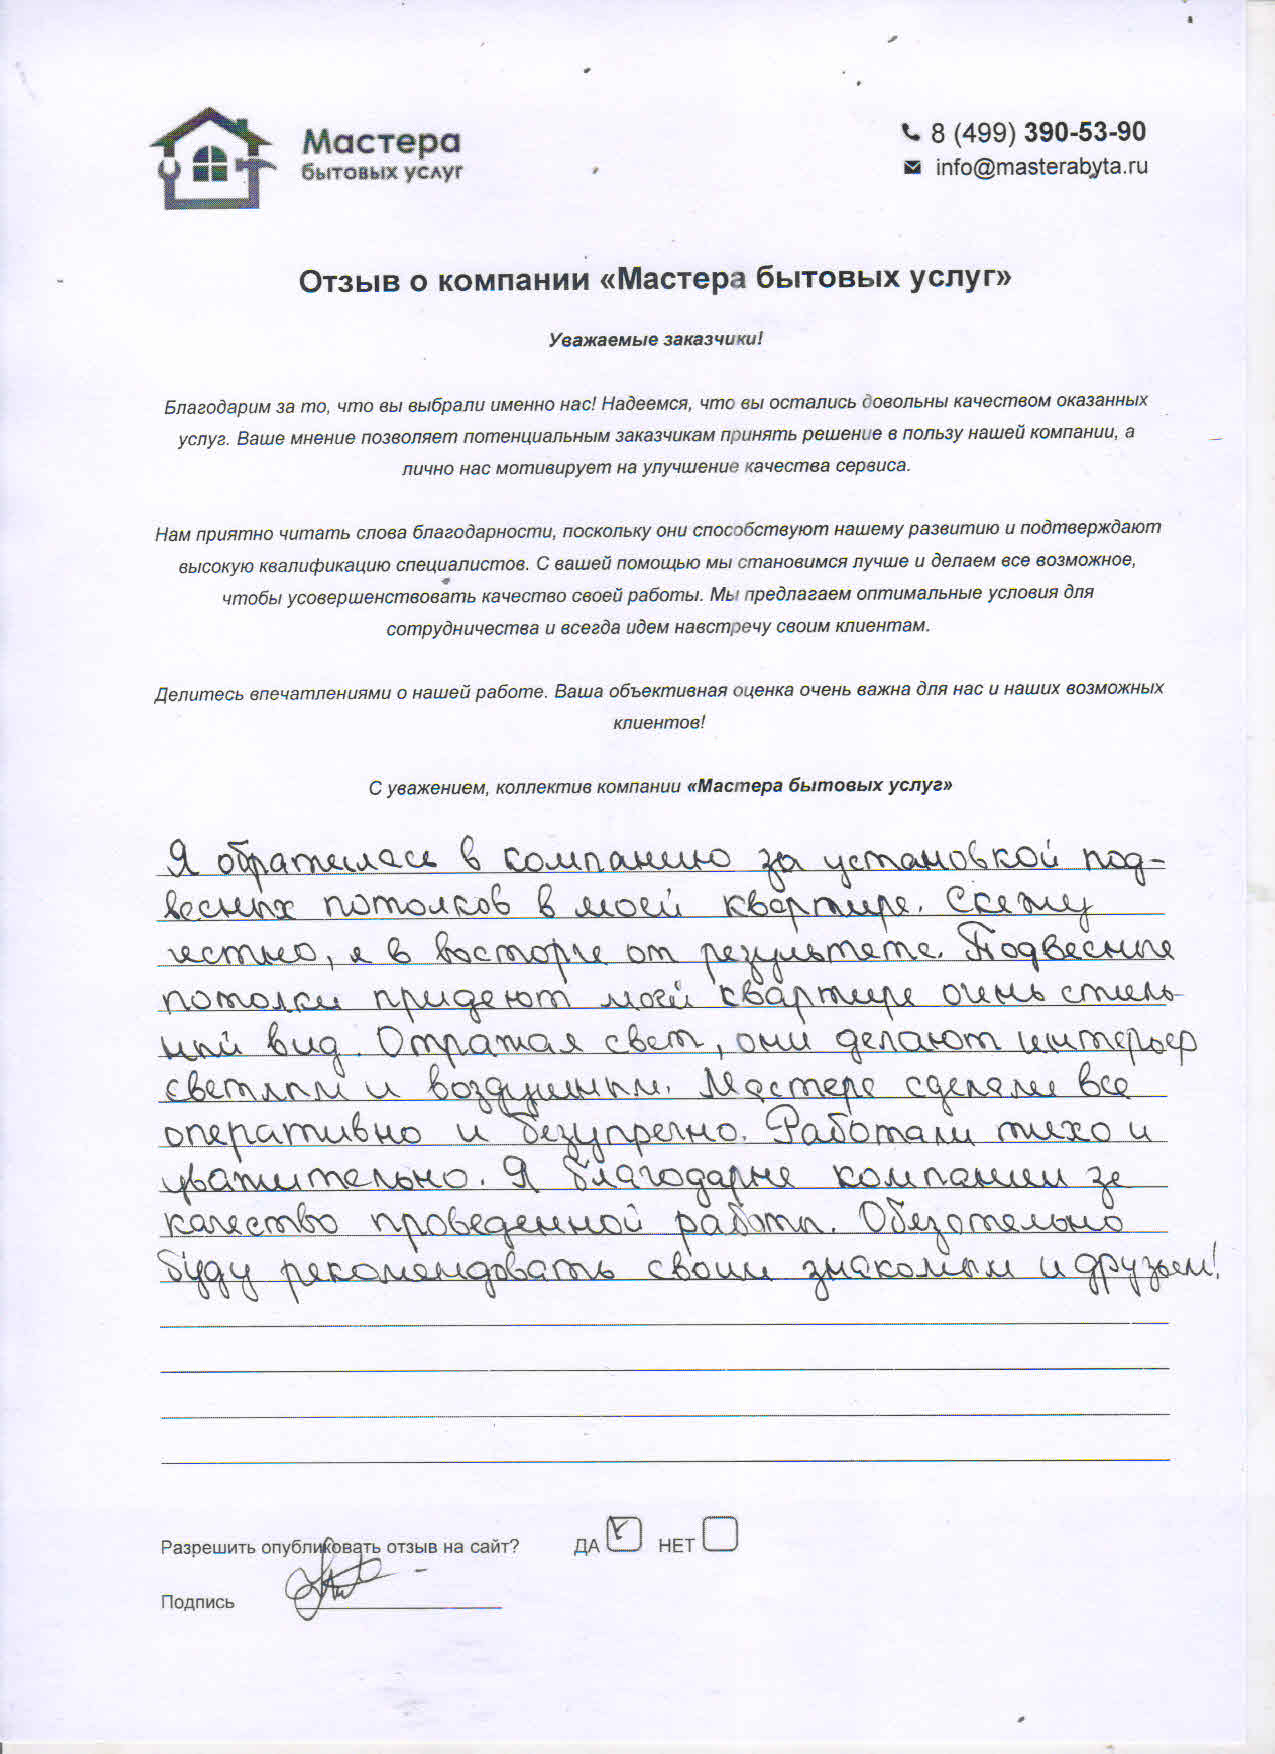 Мастера
бытовых услуг
8 (499) 390-53-90
info@masterabyta.ru
Отзыв о компании «Мастера бытовых услуг»
Уважаемые заказчики!
Благодарим за то, что вы выбрали именно нас! Надеемся, что вы остались довольны качеством оказанных
услуг. Ваше мнение позволяет потенциальным заказчикам принять решение в пользу нашей компании, а
лично нас мотивирует на улучшение качества сервиса.
Нам приятно читать слова благодарности, поскольку они способствуют нашему развитию и подтверждают
высокую квалификацию специалистов. С вашей помощью мы становимся лучше и делаем все возможное,
чтобы усовершенствовать качество своей работы. Мы предлагаем оптимальные условия для
сотрудничества и всегда идем навстречу своим клиентам.
Делитесь впечатлениями о нашей работе. Ваша объективная оценка очень важна для нас и наших возможных
клиентов!
С уважением, коллектив компании «Мастера бытовых услуг»
Я обратилась в компанию за установкой под-
весных потолков в моей квартире. Скажу
честно, я в восторге от результата. Подвесные
потолки придают моей квартире очень стиль-
ный вид. Отражая свет, они делают интерьер
светлым и воздушным. Мастера сделали все
оперативно и безупречно. Работали тихо и
уважительно. Я благодарна компании за
качество проведенной работы. Обязательно
буду рекомендовать своим знакомым и друзьям!
Разрешить опубликовать отзыв на сайт? ДА НЕТ
Подпись